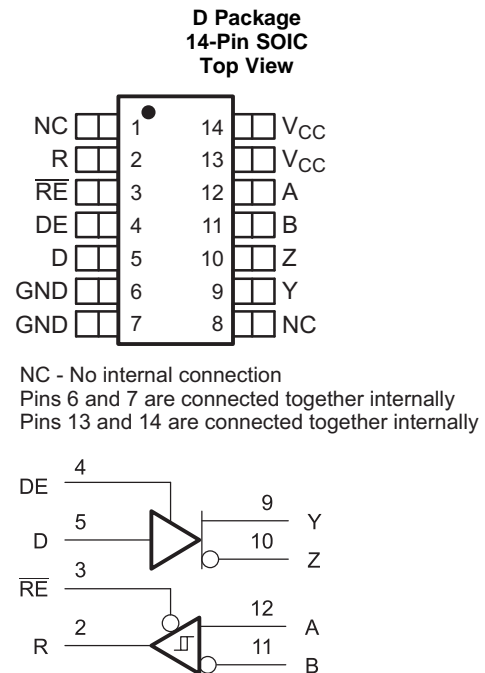 D Package
14-Pin SOIC
Top View
NC 1 14 VCC
R 2 13 VCC
R̅E̅ 3 12 A
DE 4 11 B
D 5 10 Z
GND 6 9 Y
GND 7 8 NC
NC - No internal connection
Pins 6 and 7 are connected together internally
Pins 13 and 14 are connected together internally
DE 4
D 5 9 Y
10 Z
R̅E̅ 3
R 2 12 A
11 B